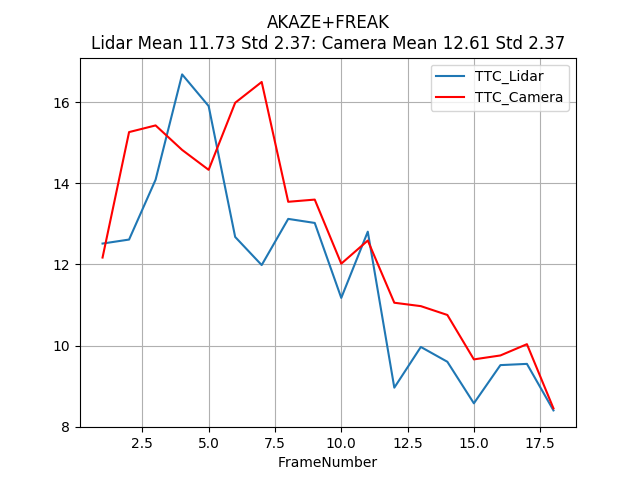 AKAZE+FREAK
Lidar Mean 11.73 Std 2.37: Camera Mean 12.61 Std 2.37
TTC_Lidar
TTC_Camera
16
14
12
10
8
2.5 5.0 7.5 10.0 12.5 15.0 17.5
FrameNumber